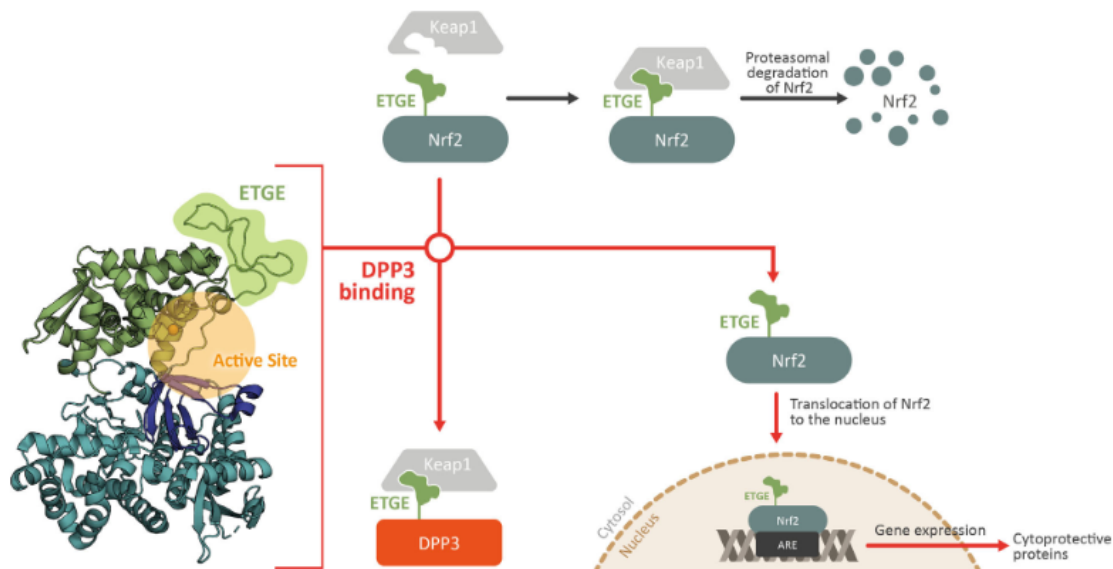 Keap1
ETGE
Nrf2
Keap1
ETGE
Nrf2
Proteasomal
degradation
of Nrf2
Nrf2
ETGE
Active Site
DPP3
binding
Keap1
ETGE
DPP3
ETGE
Nrf2
Translocation of Nrf2
to the nucleus
Cytosol
Nucleus
ETGE
Nrf2
ARE
Gene expression
Cytoprotective
proteins